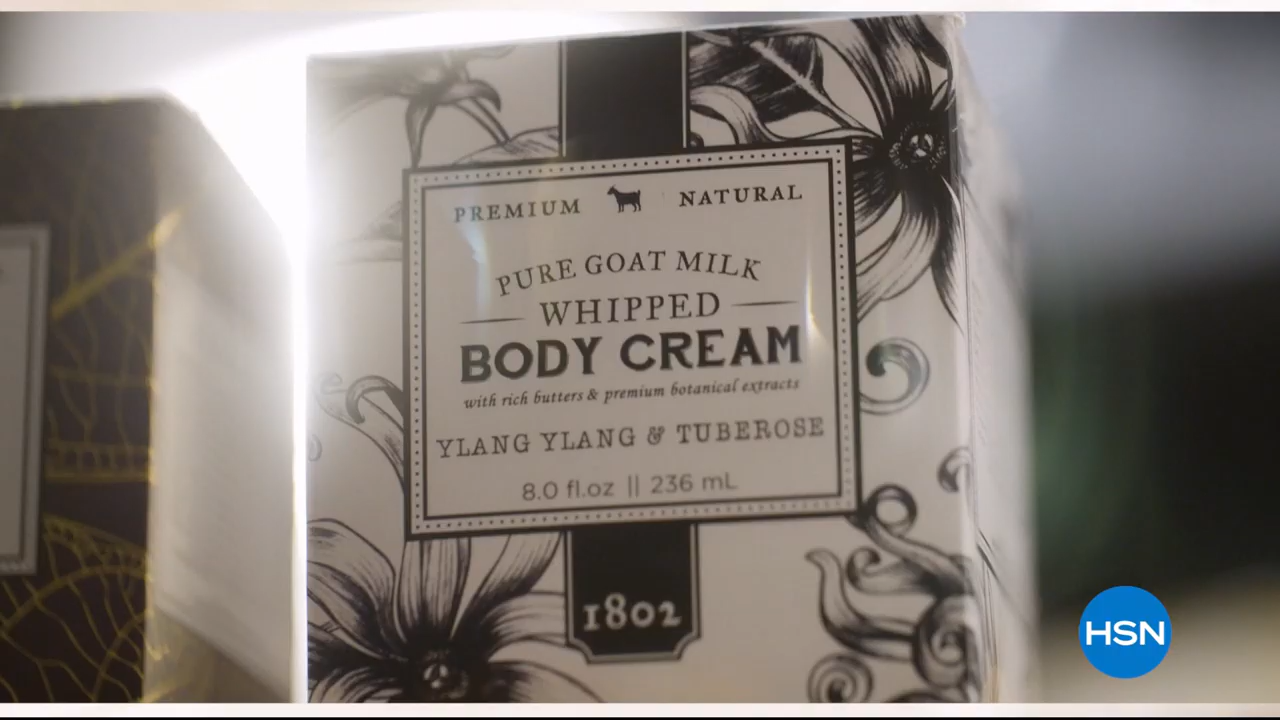 PREMIUM NATURAL
PURE GOAT MILK
WHIPPED
BODY CREAM
with rich butters & premium botanical extracts
YLANG YLANG & TUBEROSE
8.0 fl.oz || 236 mL
1802
HSN